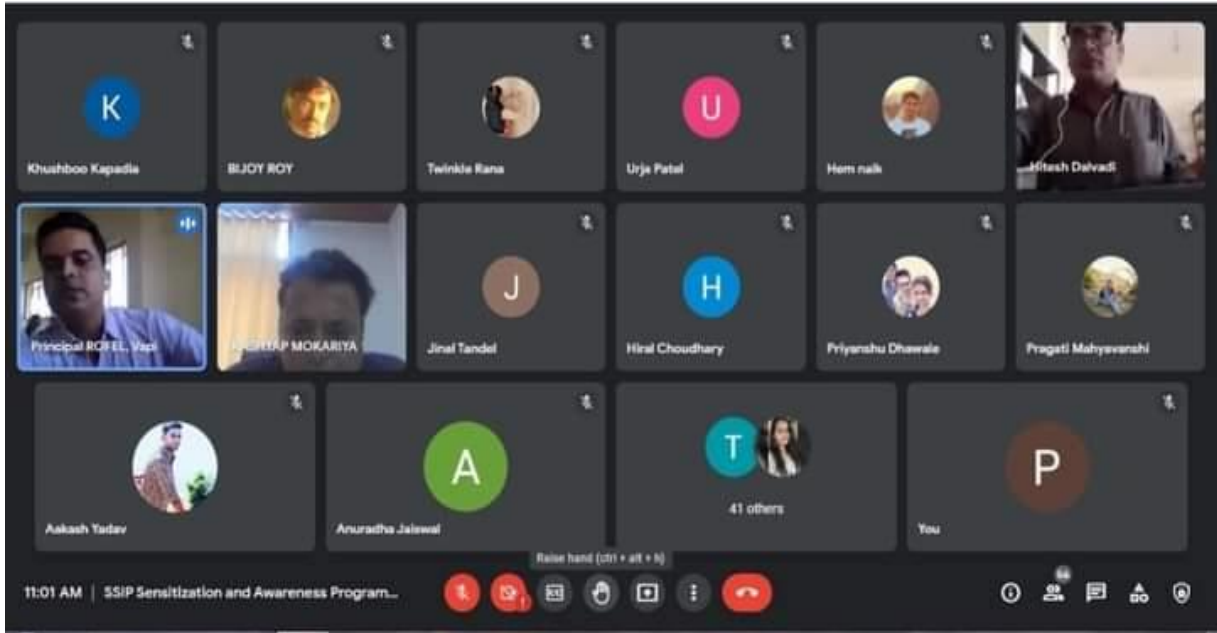 K
Khushboo Kapadia
BIJOY ROY
Twinkle Rana
U
Urja Patel
Hem naik
Hitesh Dalvadi
Principal ROFEL, Vapi
MOKARIYA
J
Jinal Tandel
H
Hiral Choudhary
Priyanshu Dhawale
Pragati Mahyavanshi
Aakash Yadav
A
Anuradha Jaiswal
T
41 others
P
You
Raise hand (ctrl + alt + h)
11:01 AM | SSIP Sensitization and Awareness Program...